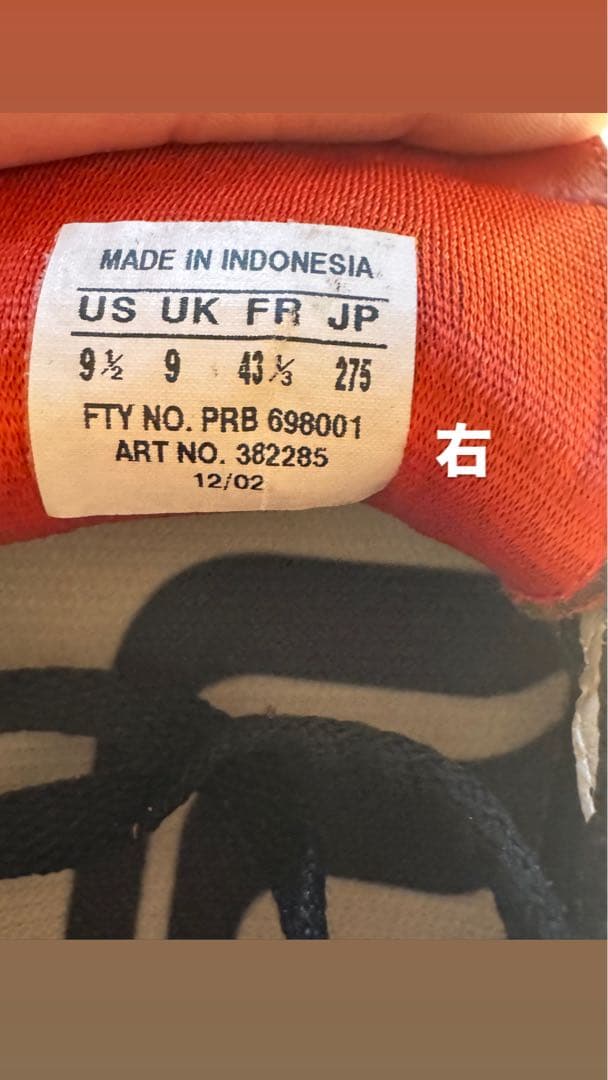 MADE IN INDONESIA
US UK FR JP
9½ 9 43⅓ 275
FTY NO. PRB 698001
ART NO. 382285
12/02
右